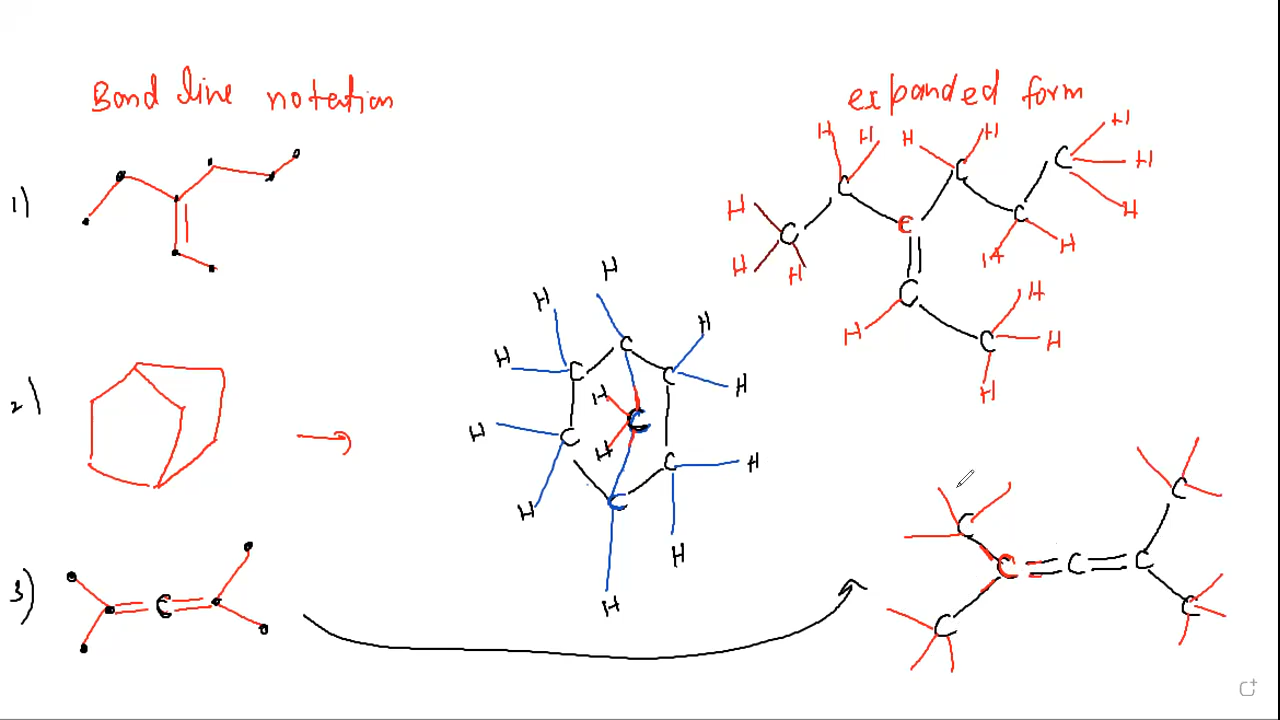 Bond line notation
expanded form
1)
H H H H H
C C C H
H C C C H
H H H H
C H
H C H
H
2)
H
H H
H C C C H
H
H C H
H C C H
H C H
H
3)
C
C C
C C C
C C